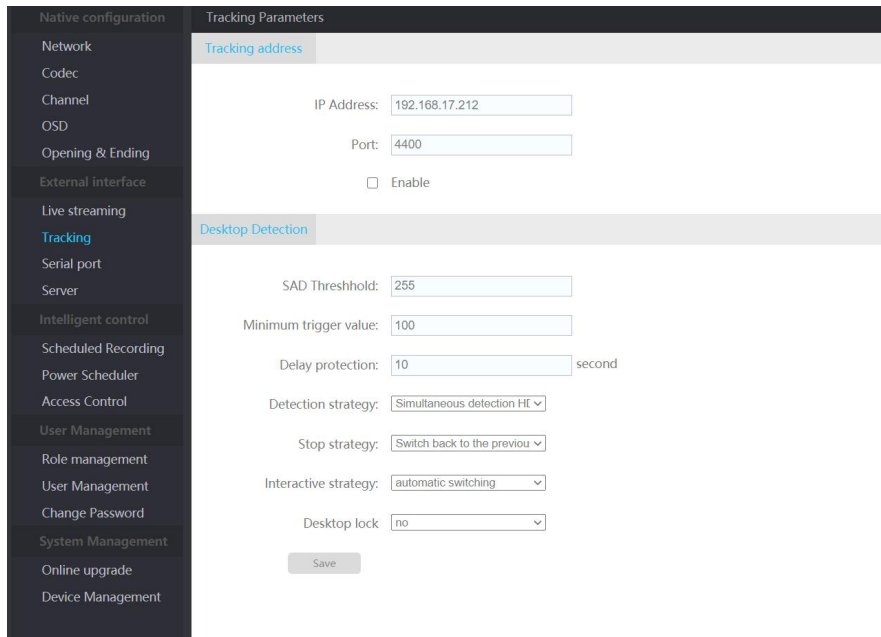 Native configuration
Network
Codec
Channel
OSD
Opening & Ending
External interface
Live streaming
Tracking
Serial port
Server
Intelligent control
Scheduled Recording
Power Scheduler
Access Control
User Management
Role management
User Management
Change Password
System Management
Online upgrade
Device Management
Tracking Parameters
Tracking address
IP Address: 192.168.17.212
Port: 4400
Enable
Desktop Detection
SAD Threshhold: 255
Minimum trigger value: 100
Delay protection: 10 second
Detection strategy: Simultaneous detection HD
Stop strategy: Switch back to the previou
Interactive strategy: automatic switching
Desktop lock no
Save